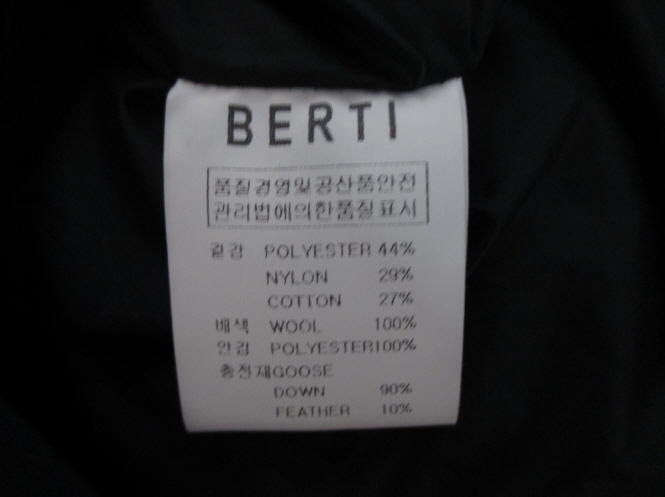 BERTI
품질경영및공산품안전
관리법에의한품질표시
겉감 POLYESTER 44%
NYLON 29%
COTTON 27%
배색 WOOL 100%
안감 POLYESTER100%
충전재GOOSE
DOWN 90%
FEATHER 10%